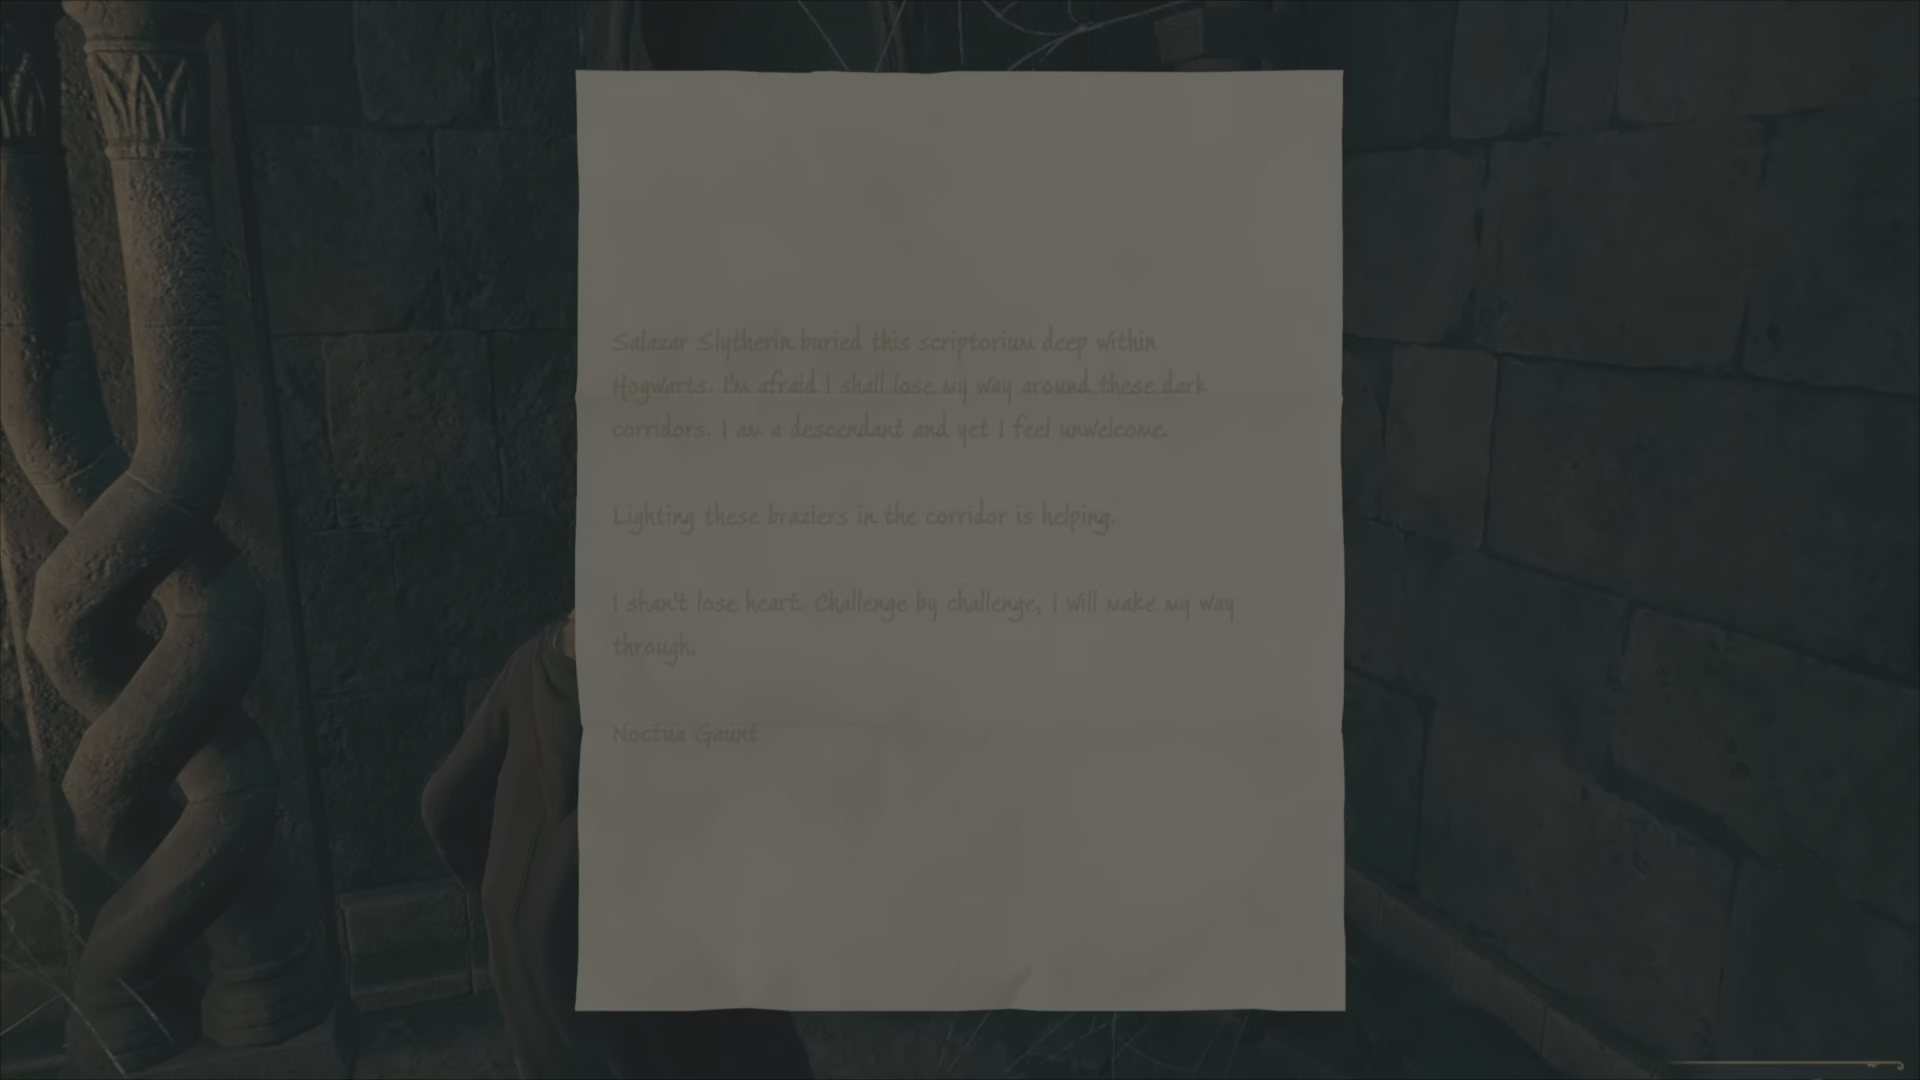 Salazar Slytherin buried this scriptorium deep within
Hogwarts. I'm afraid I shall lose my way around these dark
corridors. I am a descendant and yet I feel unwelcome.
Lighting these braziers in the corridor is helping.
I shan't lose heart. Challenge by challenge, I will make my way
through.
Noctua Gaunt